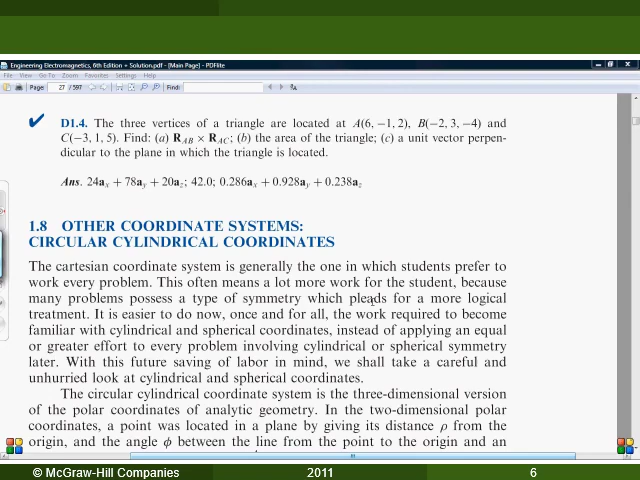 Engineering Electromagnetics, 6th Edition + Solution.pdf - [Main Page] - PDFlite
File View Go To Zoom Favorites Settings Help
Page: 27 / 597 Find:
D1.4. The three vertices of a triangle are located at A(6, −1, 2), B(−2, 3, −4) and
C(−3, 1, 5). Find: (a) R_AB × R_AC; (b) the area of the triangle; (c) a unit vector perpen-
dicular to the plane in which the triangle is located.
Ans. 24a_x + 78a_y + 20a_z; 42.0; 0.286a_x + 0.928a_y + 0.238a_z
1.8 OTHER COORDINATE SYSTEMS:
CIRCULAR CYLINDRICAL COORDINATES
The cartesian coordinate system is generally the one in which students prefer to
work every problem. This often means a lot more work for the student, because
many problems possess a type of symmetry which pleads for a more logical
treatment. It is easier to do now, once and for all, the work required to become
familiar with cylindrical and spherical coordinates, instead of applying an equal
or greater effort to every problem involving cylindrical or spherical symmetry
later. With this future saving of labor in mind, we shall take a careful and
unhurried look at cylindrical and spherical coordinates.
The circular cylindrical coordinate system is the three-dimensional version
of the polar coordinates of analytic geometry. In the two-dimensional polar
coordinates, a point was located in a plane by giving its distance ρ from the
origin, and the angle ϕ between the line from the point to the origin and an
© McGraw-Hill Companies 2011 6